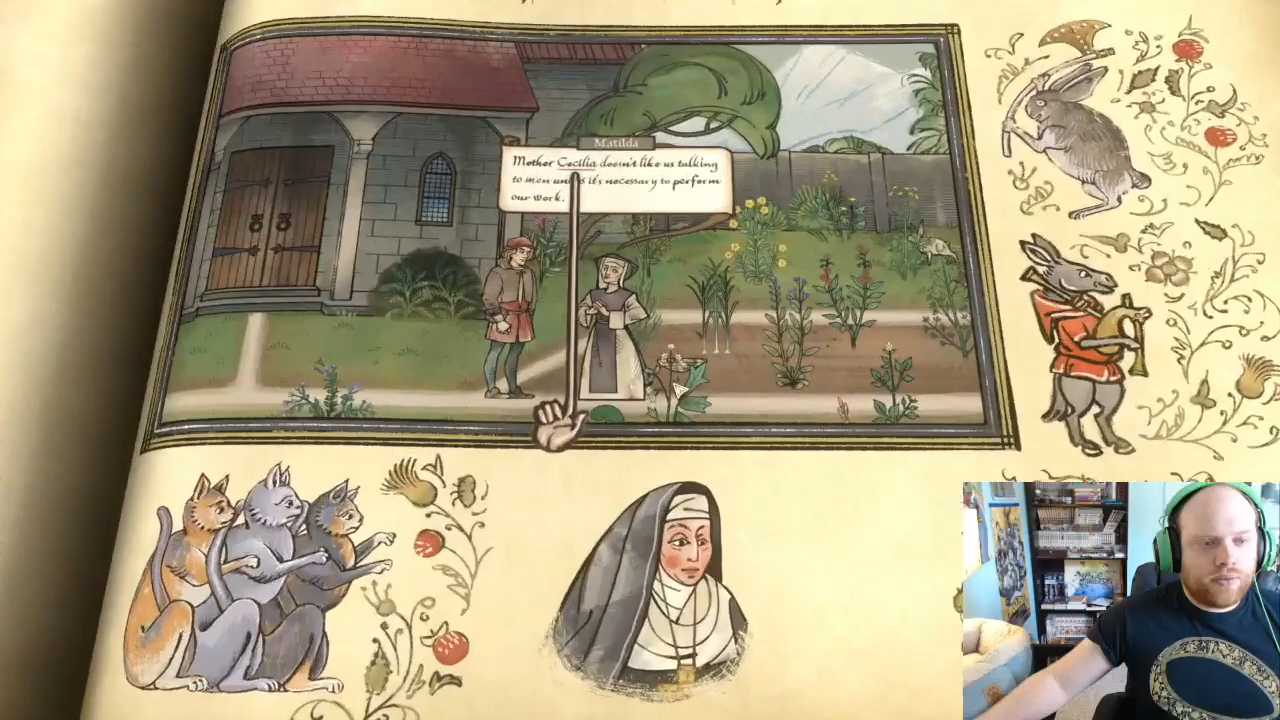 Matilda
Mother Cecilia doesn't like us talking
to men unless it's necessary to perform
our work.